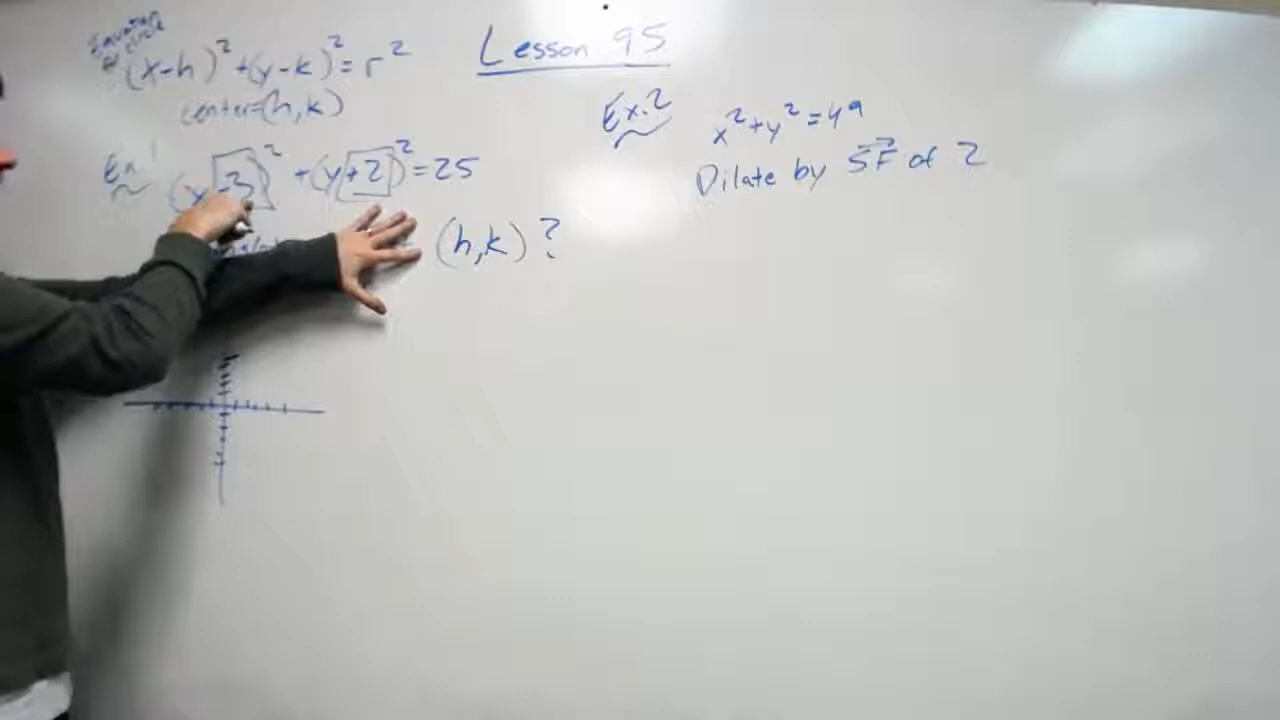 Equation of circle
(x-h)² + (y-k)² = r²
center=(h,k)
Lesson 95
Ex. 1
(x-3)² + (y+2)² = 25
(h,k)?
Ex. 2
x²+y²=49
Dilate by SF of 2